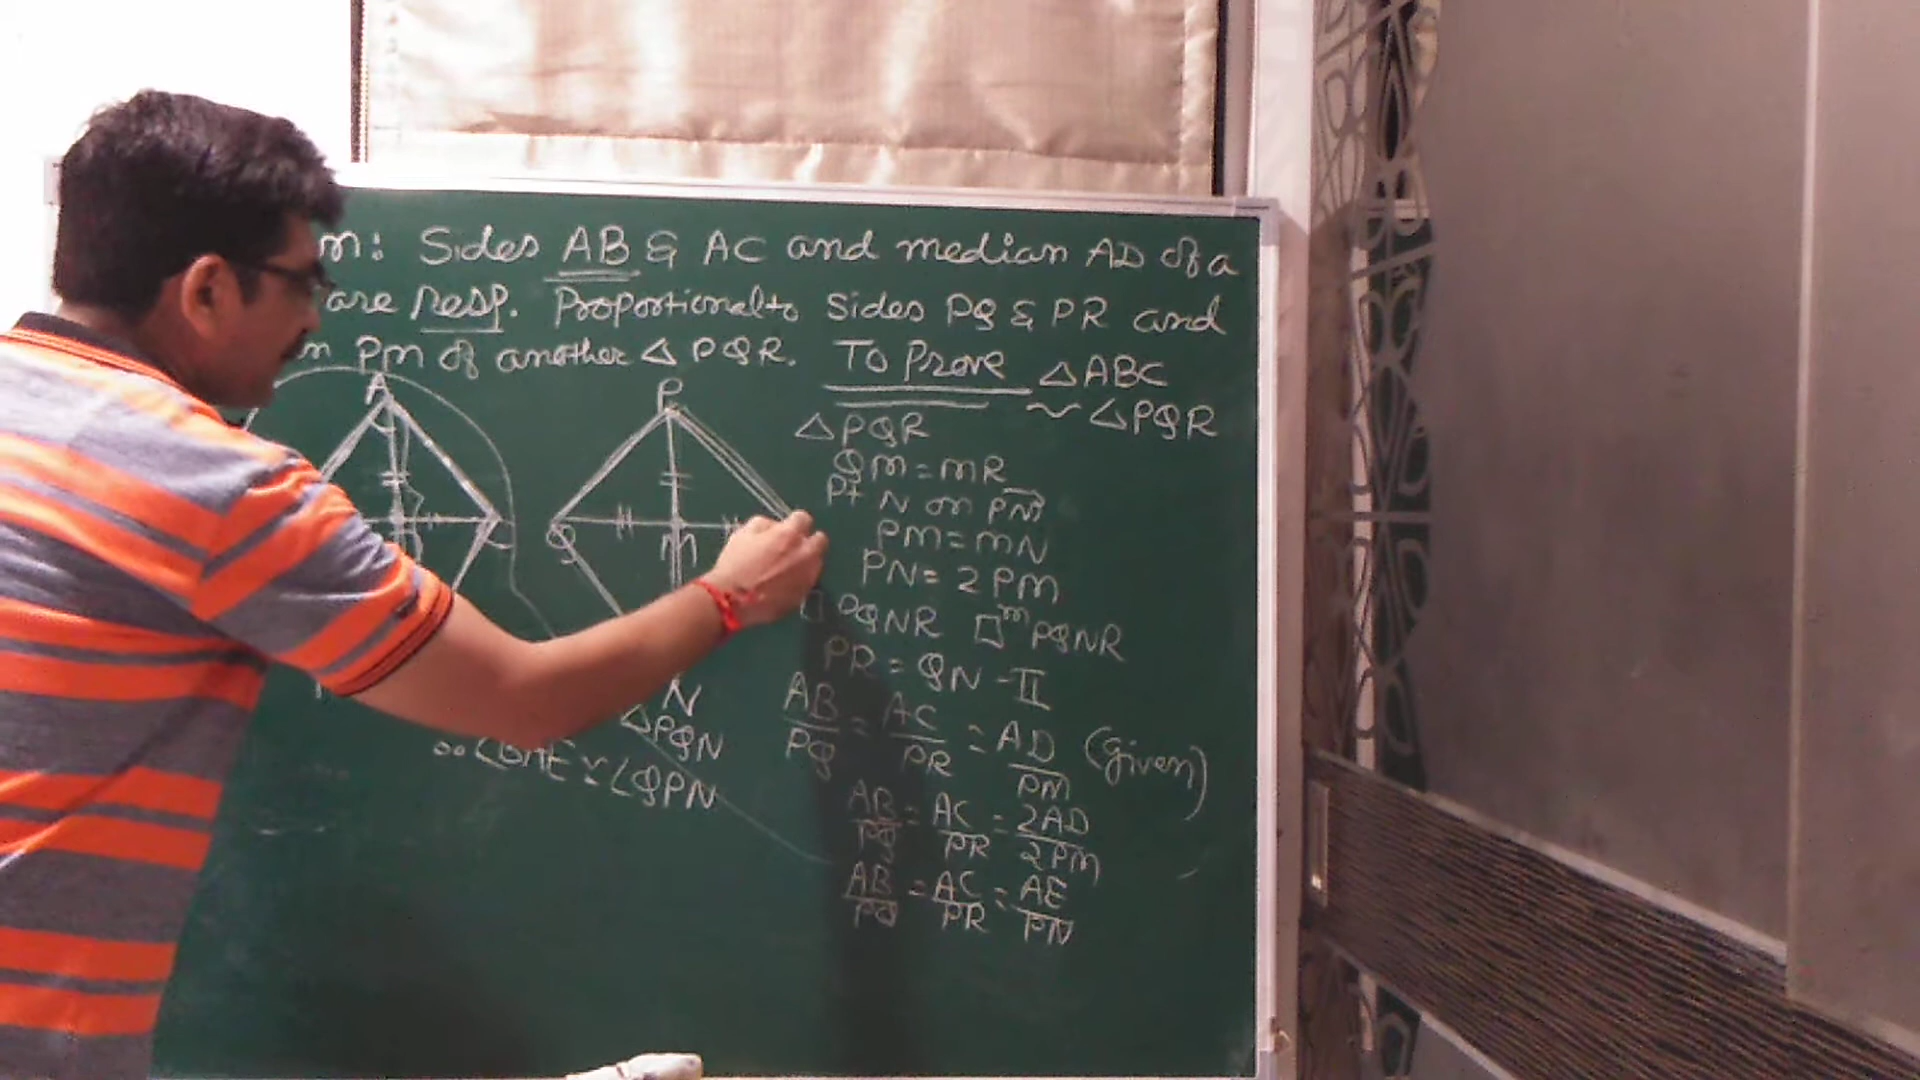 m: Sides AB & AC and median AD of a
are resp. Proportional to Sides PQ & PR and
n PM of another △ PQR. To Prove △ABC
~ △PQR
A
P
Q
M
N
△PQR
QM = MR
Pt N on PM
PM = MN
PN = 2PM
□ PQNR □ᵐ PQNR
PR = QN - II
AB/PQ = AC/PR = AD/PM (Given)
AB/PQ = AC/PR = 2AD/2PM
AB/PQ = AC/PR = AE/PN
△PQN
∴ ∠BAE ≅ ∠QPN